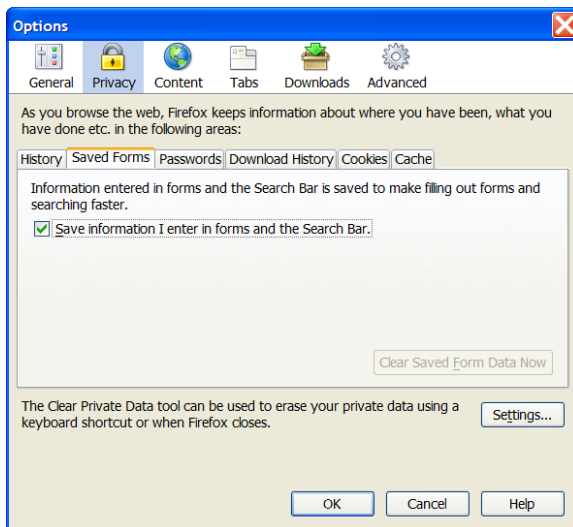 Options
General Privacy Content Tabs Downloads Advanced
As you browse the web, Firefox keeps information about where you have been, what you
have done etc. in the following areas:
History Saved Forms Passwords Download History Cookies Cache
Information entered in forms and the Search Bar is saved to make filling out forms and
searching faster.
Save information I enter in forms and the Search Bar.
Clear Saved Form Data Now
The Clear Private Data tool can be used to erase your private data using a
keyboard shortcut or when Firefox closes.
Settings...
OK Cancel Help